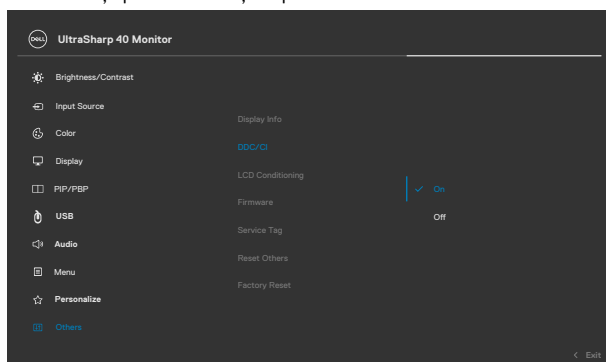 DELL
UltraSharp 40 Monitor
Brightness/Contrast
Input Source
Color
Display
PIP/PBP
USB
Audio
Menu
Personalize
Others
Display Info
DDC/CI
LCD Conditioning
Firmware
Service Tag
Reset Others
Factory Reset
On
Off
Exit